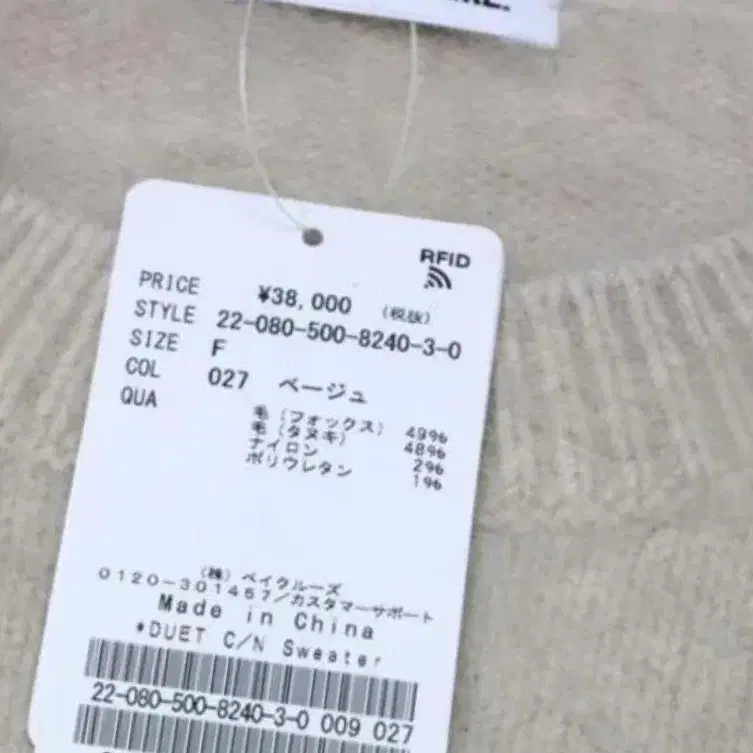 RFID
PRICE ¥38,000 (税抜)
STYLE 22-080-500-8240-3-0
SIZE F
COL 027 ベージュ
QUA
毛(フォックス) 49%
毛(タヌキ) 48%
ナイロン 2%
ポリウレタン 1%
(株)ベイクルーズ
0120-301457/カスタマーサポート
Made in China
*DUET C/N Sweater
22-080-500-8240-3-0 009 027